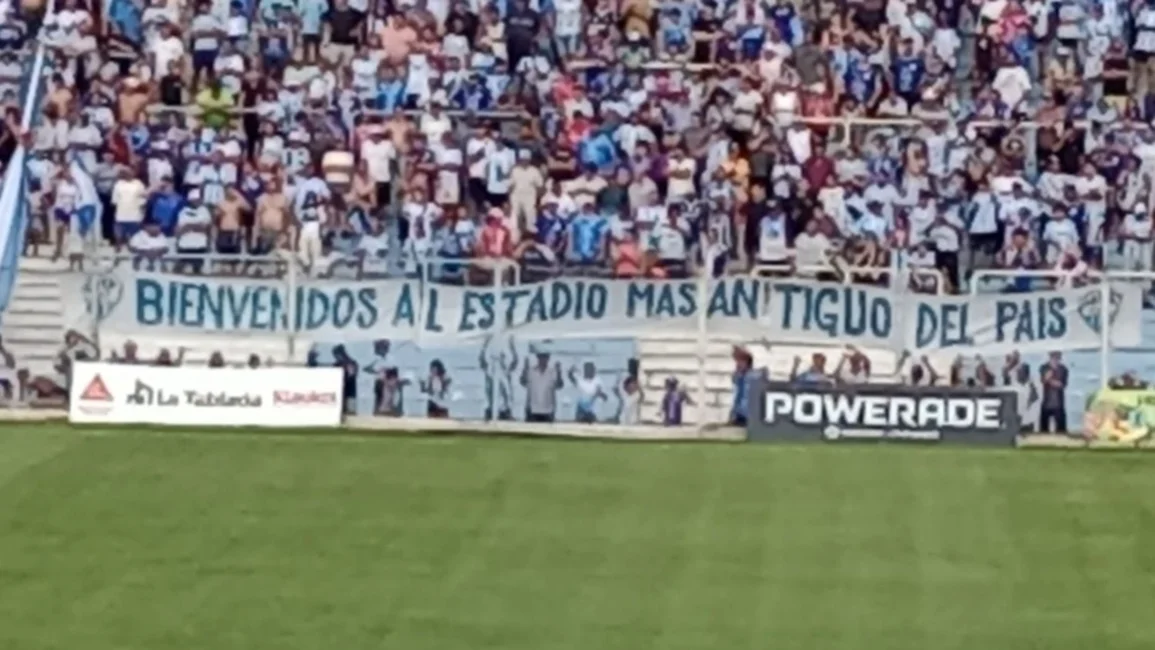 BIENVENIDOS AL ESTADIO MAS ANTIGUO DEL PAIS
La Tablada
POWERADE